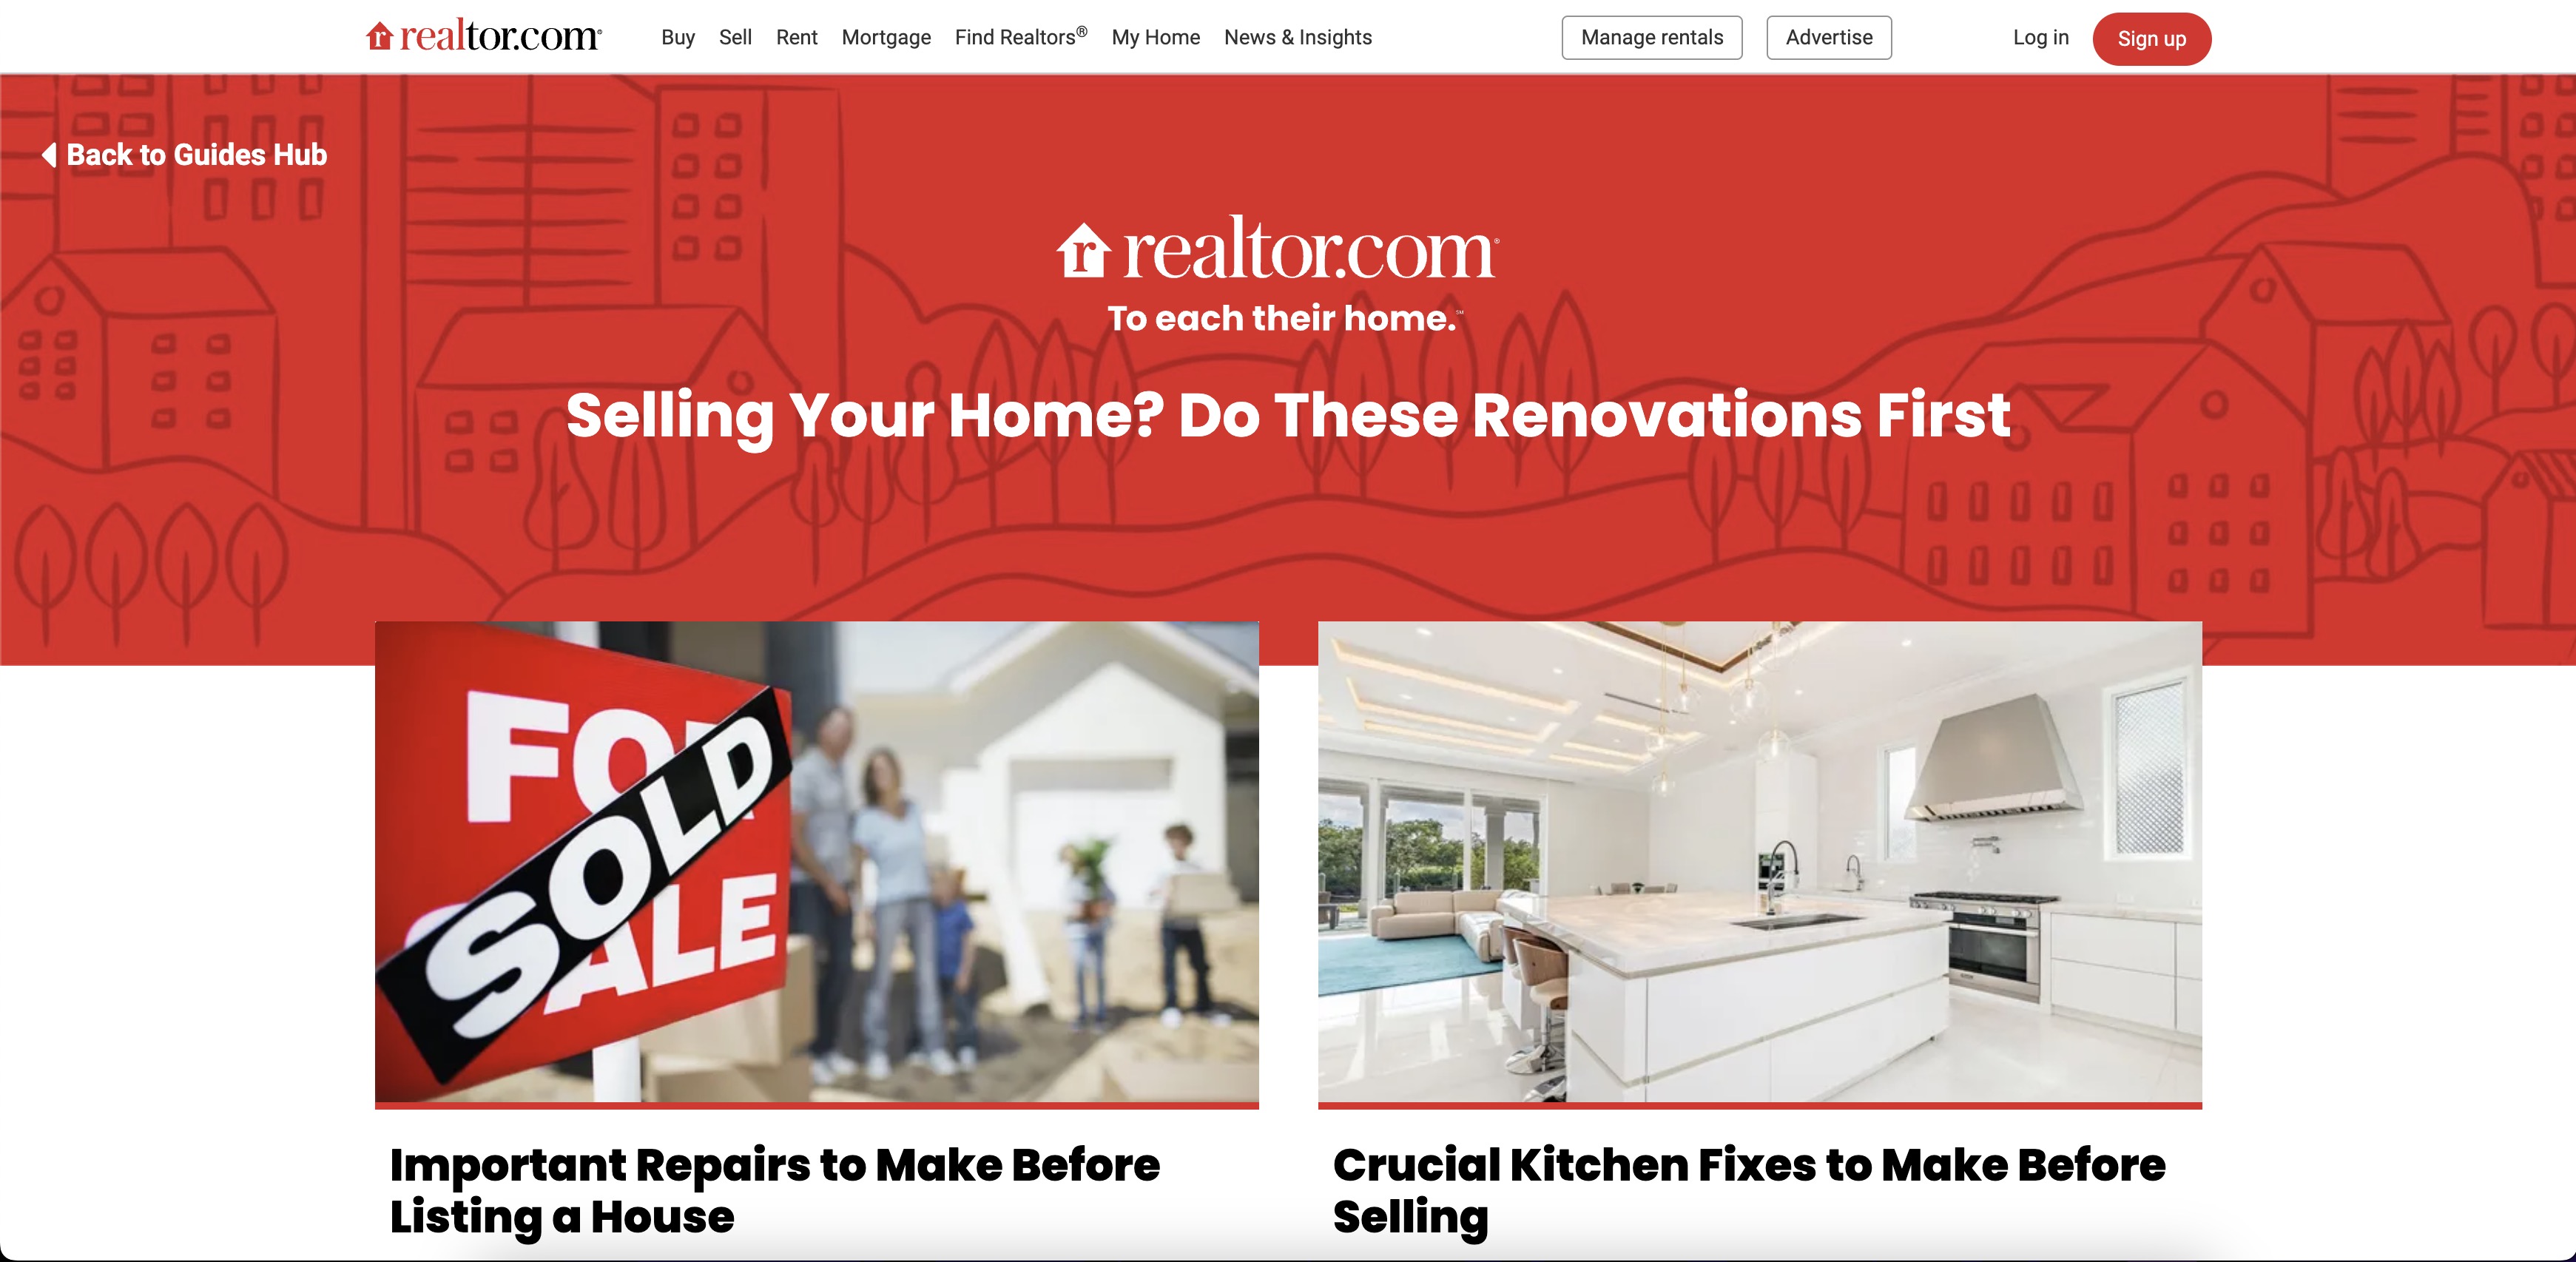 realtor.com®
Buy Sell Rent Mortgage Find Realtors® My Home News & Insights Manage rentals Advertise Log in Sign up
Back to Guides Hub
realtor.com®
To each their home.℠
Selling Your Home? Do These Renovations First
FOR
SOLD
SALE
Important Repairs to Make Before
Listing a House
Crucial Kitchen Fixes to Make Before
Selling